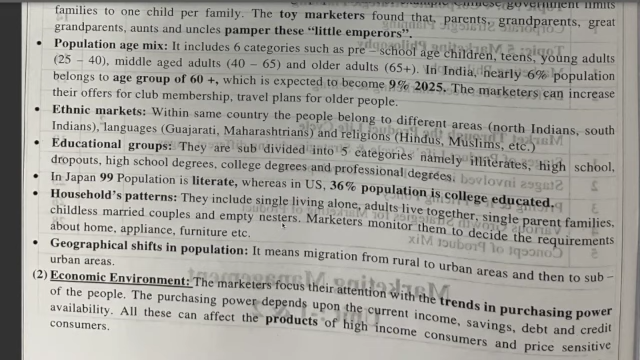 families to one child per family. The toy marketers found that, parents, grandparents, great
grandparents, aunts and uncles pamper these "little emperors".
• Population age mix: It includes 6 categories such as pre – school age children, teens, young adults
(25 – 40), middle aged adults (40 – 65) and older adults (65+). In India, nearly 6% population
belongs to age group of 60 +, which is expected to become 9% 2025. The marketers can increase
their offers for club membership, travel plans for older people.
• Ethnic markets: Within same country the people belong to different areas (north Indians, south
Indians), languages (Guajarati, Maharashtrians) and religions (Hindus, Muslims, etc.)
• Educational groups: They are sub divided into 5 categories namely illiterates, high school,
dropouts, high school degrees, college degrees and professional degrees.
• In Japan 99 Population is literate, whereas in US, 36% population is college educated.
• Household's patterns: They include single living alone, adults live together, single parent families,
childless married couples and empty nesters. Marketers monitor them to decide the requirements
about home, appliance, furniture etc.
• Geographical shifts in population: It means migration from rural to urban areas and then to sub –
urban areas.
(2) Economic Environment: The marketers focus their attention with the trends in purchasing power
of the people. The purchasing power depends upon the current income, savings, debt and credit
availability. All these can affect the products of high income consumers and price sensitive
consumers.